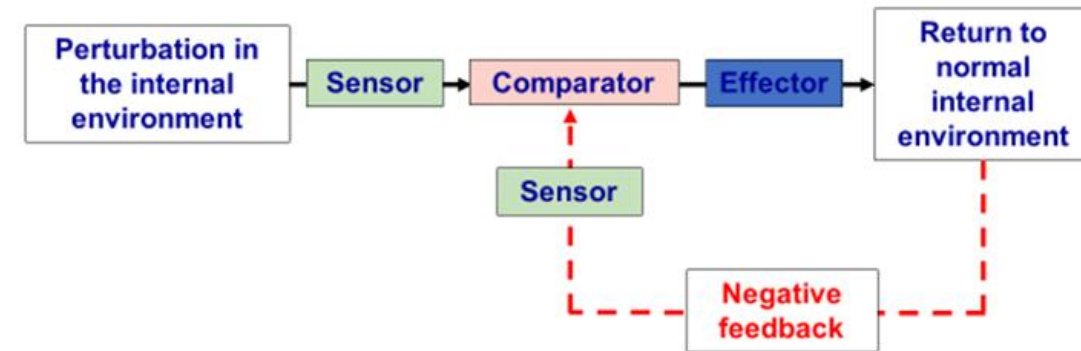 Perturbation in
the internal
environment
Sensor
Comparator
Effector
Return to
normal
internal
environment
Sensor
Negative
feedback